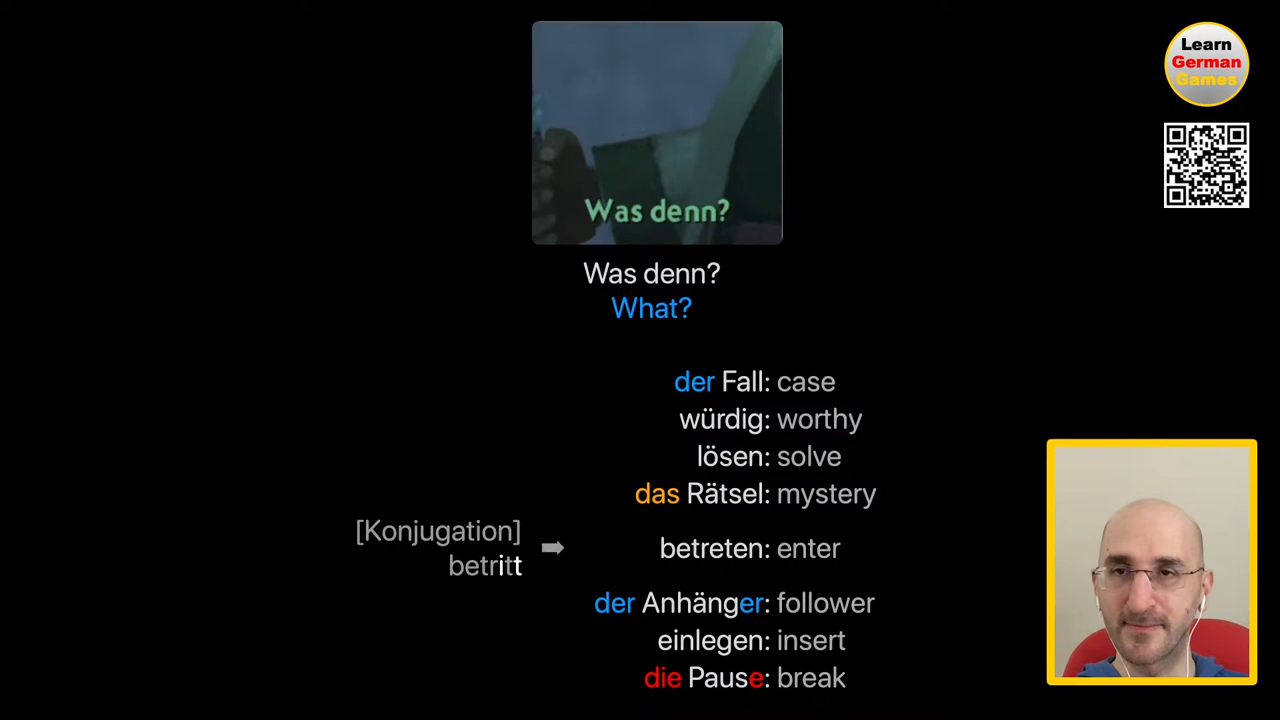 Learn
German
Games
Was denn?
Was denn?
What?
der Fall: case
würdig: worthy
lösen: solve
das Rätsel: mystery
[Konjugation]
betritt
➡ betreten: enter
der Anhänger: follower
einlegen: insert
die Pause: break